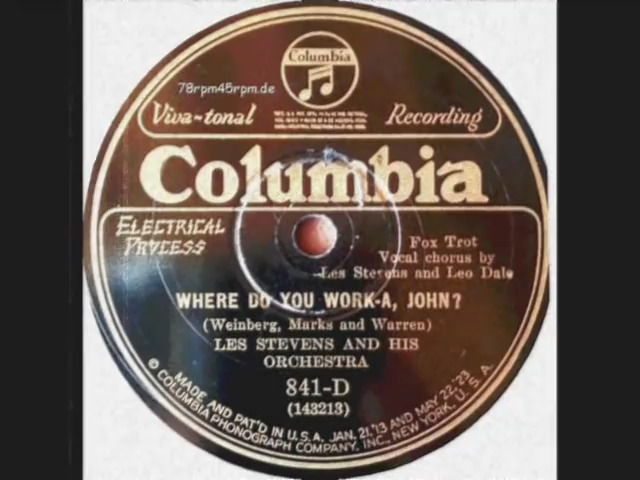 Columbia
78rpm45rpm.de
Viva-tonal Recording
Columbia
ELECTRICAL
PROCESS
Fox Trot
Vocal chorus by
Les Stevens and Leo Dale
WHERE DO YOU WORK-A, JOHN?
(Weinberg, Marks and Warren)
LES STEVENS AND HIS
ORCHESTRA
841-D
(143213)
MADE AND PAT'D IN U.S.A. JAN. 21,'13 AND MAY 22,'23
© COLUMBIA PHONOGRAPH COMPANY, INC., NEW YORK, U. S. A.